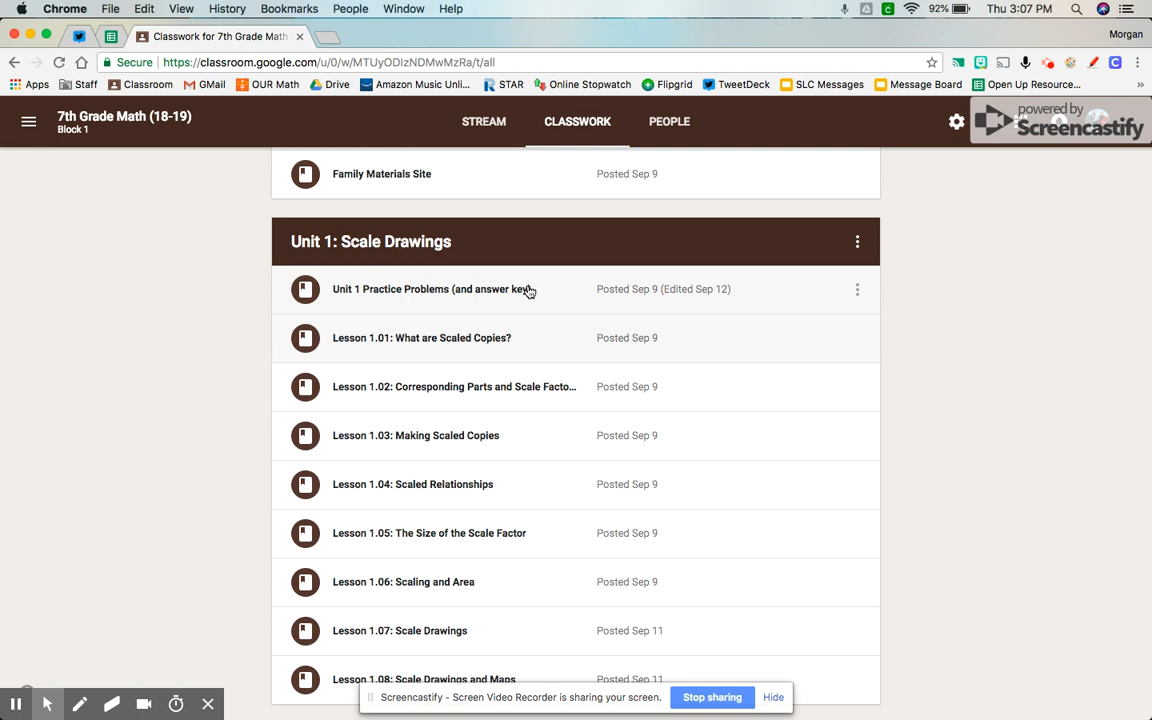 Chrome File Edit View History Bookmarks People Window Help 92% Thu 3:07 PM
Classwork for 7th Grade Math Morgan
Secure https://classroom.google.com/u/0/w/MTUyODIzNDMwMzRa/t/all
Apps Staff Classroom GMail OUR Math Drive Amazon Music Unli... STAR Online Stopwatch Flipgrid TweetDeck SLC Messages Message Board Open Up Resource... »
7th Grade Math (18-19)
Block 1
STREAM CLASSWORK PEOPLE
powered by
Screencastify
Family Materials Site Posted Sep 9
Unit 1: Scale Drawings
Unit 1 Practice Problems (and answer key) Posted Sep 9 (Edited Sep 12)
Lesson 1.01: What are Scaled Copies? Posted Sep 9
Lesson 1.02: Corresponding Parts and Scale Facto... Posted Sep 9
Lesson 1.03: Making Scaled Copies Posted Sep 9
Lesson 1.04: Scaled Relationships Posted Sep 9
Lesson 1.05: The Size of the Scale Factor Posted Sep 9
Lesson 1.06: Scaling and Area Posted Sep 9
Lesson 1.07: Scale Drawings Posted Sep 11
Lesson 1.08: Scale Drawings and Maps Posted Sep 11
Screencastify - Screen Video Recorder is sharing your screen. Stop sharing Hide